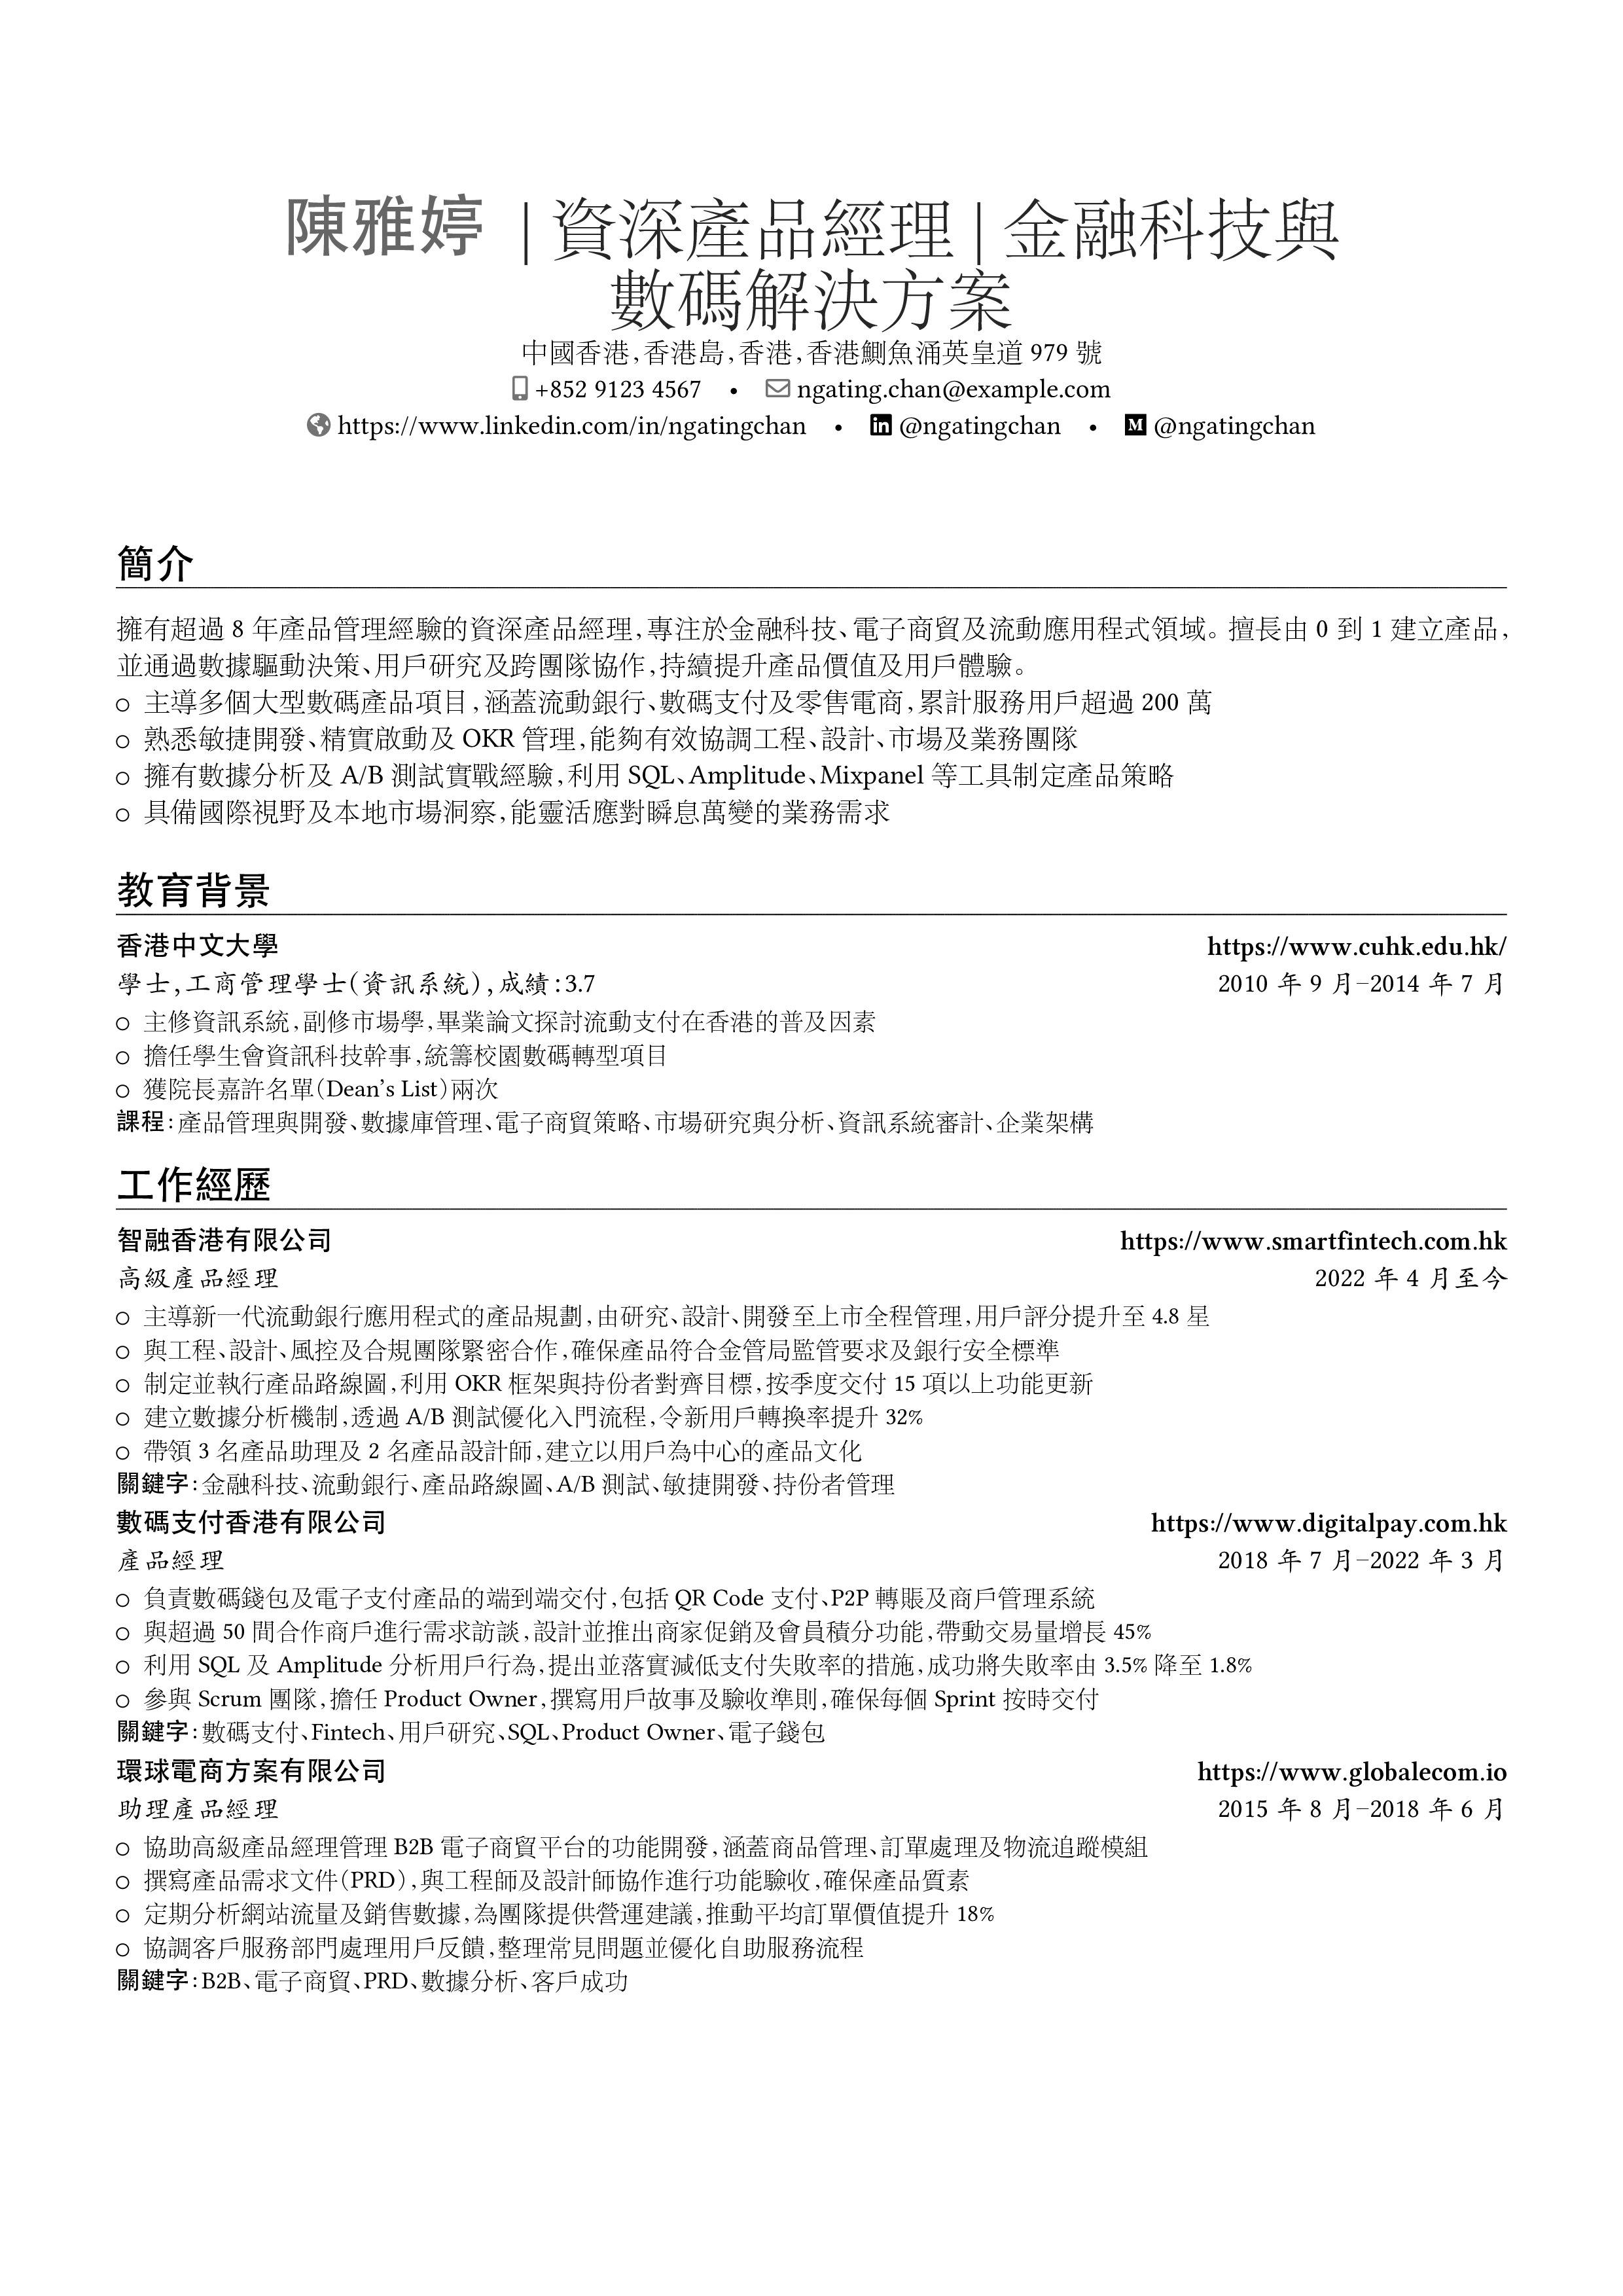 陳雅婷 | 資深產品經理 | 金融科技與
數碼解決方案
中國香港，香港島，香港，香港鰂魚涌英皇道 979 號
+852 9123 4567 • ngating.chan@example.com
https://www.linkedin.com/in/ngatingchan • @ngatingchan • @ngatingchan
簡介
擁有超過 8 年產品管理經驗的資深產品經理，專注於金融科技、電子商貿及流動應用程式領域。擅長由 0 到 1 建立產品，
並通過數據驅動決策、用戶研究及跨團隊協作，持續提升產品價值及用戶體驗。
○ 主導多個大型數碼產品項目，涵蓋流動銀行、數碼支付及零售電商，累計服務用戶超過 200 萬
○ 熟悉敏捷開發、精實啟動及 OKR 管理，能夠有效協調工程、設計、市場及業務團隊
○ 擁有數據分析及 A/B 測試實戰經驗，利用 SQL、Amplitude、Mixpanel 等工具制定產品策略
○ 具備國際視野及本地市場洞察，能靈活應對瞬息萬變的業務需求
教育背景
香港中文大學 https://www.cuhk.edu.hk/
學士，工商管理學士（資訊系統），成績：3.7 2010 年 9 月–2014 年 7 月
○ 主修資訊系統，副修市場學，畢業論文探討流動支付在香港的普及因素
○ 擔任學生會資訊科技幹事，統籌校園數碼轉型項目
○ 獲院長嘉許名單（Dean’s List）兩次
課程：產品管理與開發、數據庫管理、電子商貿策略、市場研究與分析、資訊系統審計、企業架構
工作經歷
智融香港有限公司 https://www.smartfintech.com.hk
高級產品經理 2022 年 4 月至今
○ 主導新一代流動銀行應用程式的產品規劃，由研究、設計、開發至上市全程管理，用戶評分提升至 4.8 星
○ 與工程、設計、風控及合規團隊緊密合作，確保產品符合金管局監管要求及銀行安全標準
○ 制定並執行產品路線圖，利用 OKR 框架與持份者對齊目標，按季度交付 15 項以上功能更新
○ 建立數據分析機制，透過 A/B 測試優化入門流程，令新用戶轉換率提升 32%
○ 帶領 3 名產品助理及 2 名產品設計師，建立以用戶為中心的產品文化
關鍵字：金融科技、流動銀行、產品路線圖、A/B 測試、敏捷開發、持份者管理
數碼支付香港有限公司 https://www.digitalpay.com.hk
產品經理 2018 年 7 月–2022 年 3 月
○ 負責數碼錢包及電子支付產品的端到端交付，包括 QR Code 支付、P2P 轉賬及商戶管理系統
○ 與超過 50 間合作商戶進行需求訪談，設計並推出商家促銷及會員積分功能，帶動交易量增長 45%
○ 利用 SQL 及 Amplitude 分析用戶行為，提出並落實減低支付失敗率的措施，成功將失敗率由 3.5% 降至 1.8%
○ 參與 Scrum 團隊，擔任 Product Owner，撰寫用戶故事及驗收準則，確保每個 Sprint 按時交付
關鍵字：數碼支付、Fintech、用戶研究、SQL、Product Owner、電子錢包
環球電商方案有限公司 https://www.globalecom.io
助理產品經理 2015 年 8 月–2018 年 6 月
○ 協助高級產品經理管理 B2B 電子商貿平台的功能開發，涵蓋商品管理、訂單處理及物流追蹤模組
○ 撰寫產品需求文件（PRD），與工程師及設計師協作進行功能驗收，確保產品質素
○ 定期分析網站流量及銷售數據，為團隊提供營運建議，推動平均訂單價值提升 18%
○ 協調客戶服務部門處理用戶反饋，整理常見問題並優化自助服務流程
關鍵字：B2B、電子商貿、PRD、數據分析、客戶成功